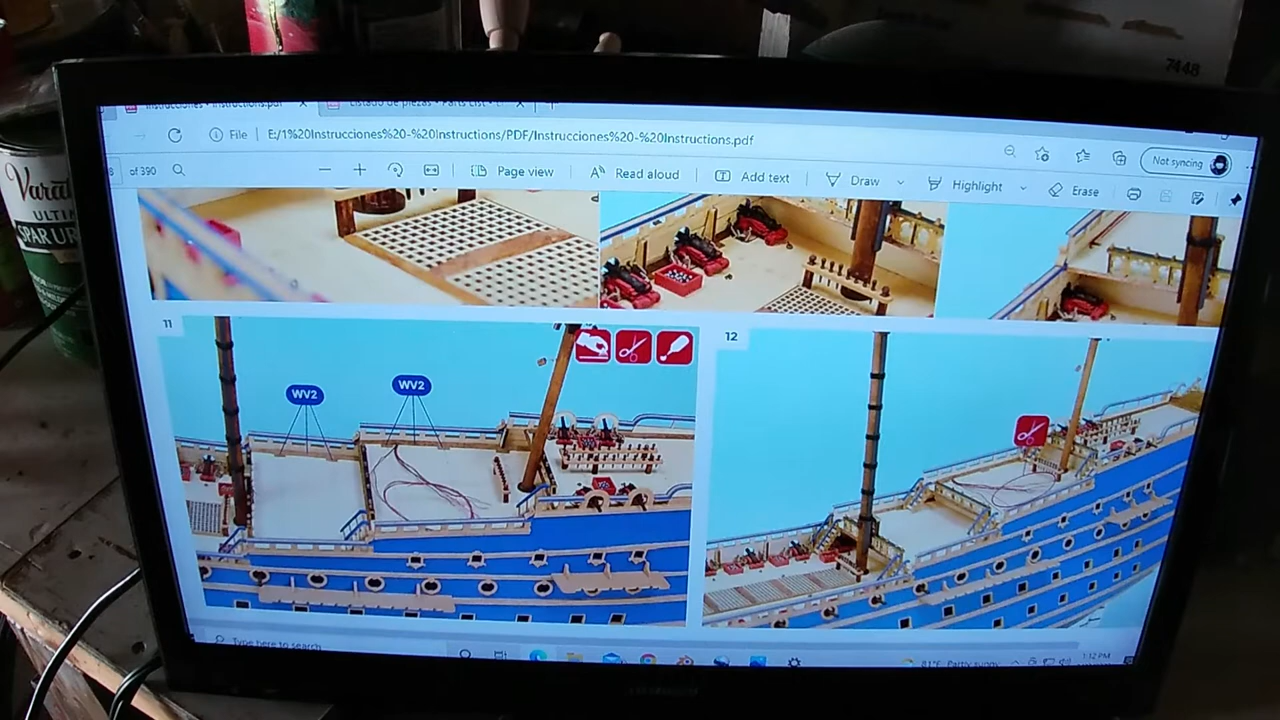 7448
Instrucciones - Instructions.pdf
Listado de piezas - Parts List - L
File
E:/1%20Instrucciones%20-%20Instructions/PDF/Instrucciones%20-%20Instructions.pdf
Not syncing
8 of 390
Page view
Read aloud
Add text
Draw
Highlight
Erase
ULTI
SPAR UR
11
WV2
WV2
12
Type here to search
81°F Partly sunny
1:12 PM